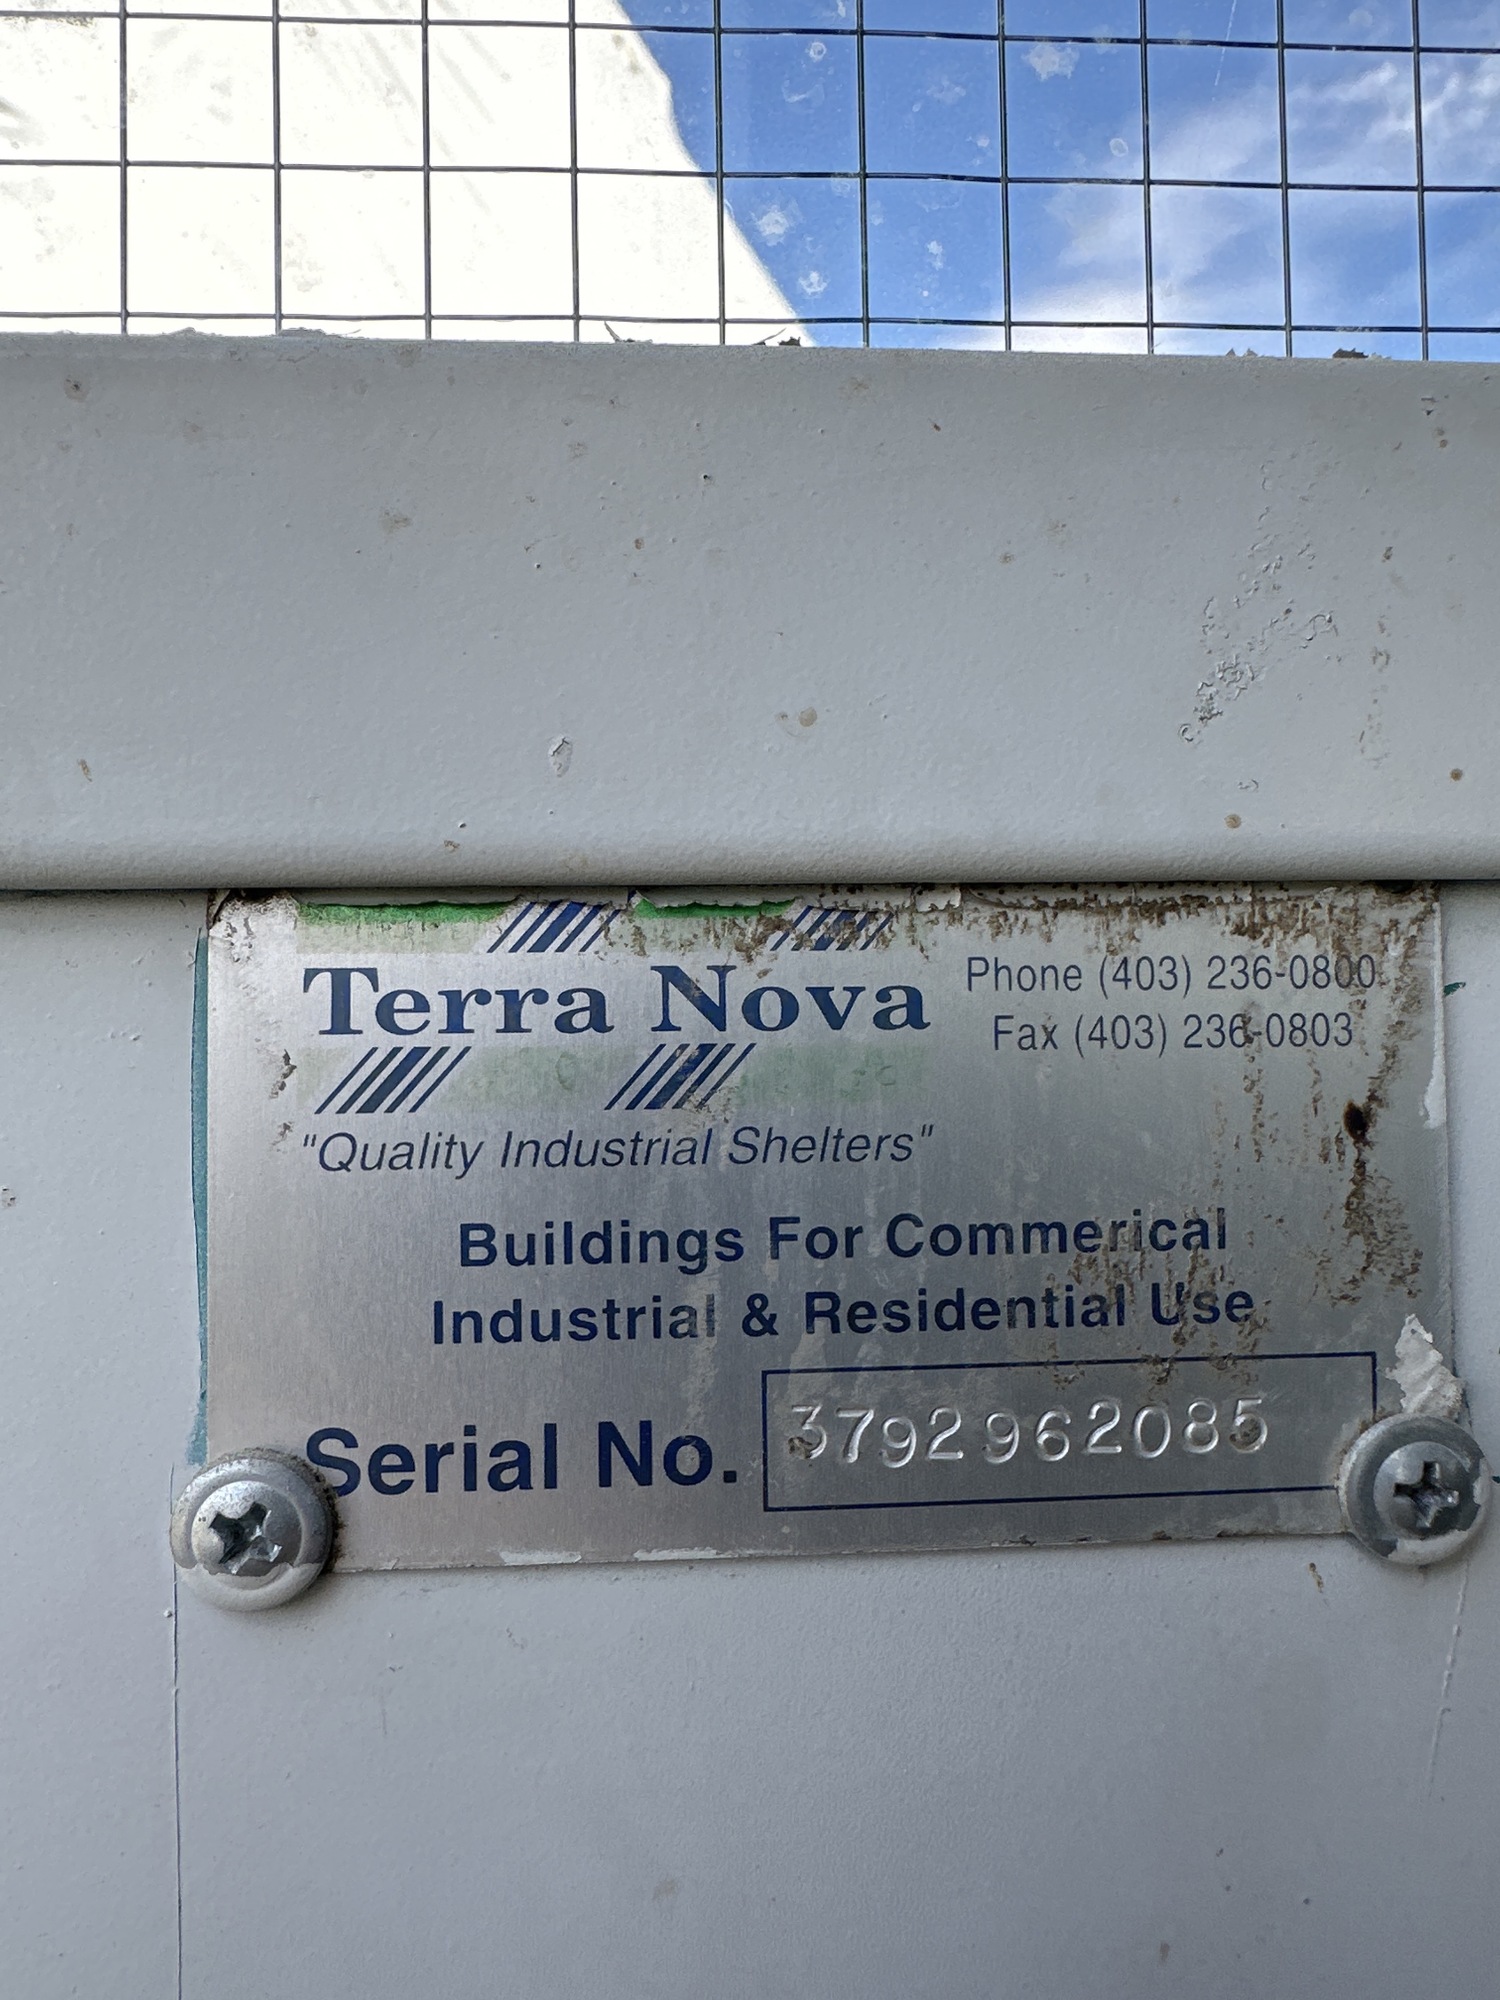 Terra Nova
Phone (403) 236-0800
Fax (403) 236-0803
"Quality Industrial Shelters"
Buildings For Commerical
Industrial & Residential Use
Serial No. 3792962085